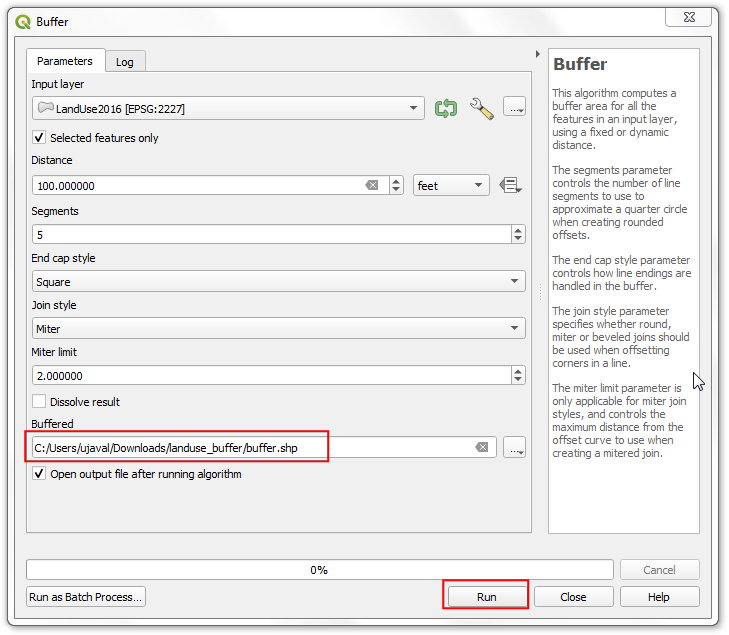 Buffer
Parameters
Log
Input layer
LandUse2016 [EPSG:2227]
...
Selected features only
Distance
100.000000
feet
Segments
5
End cap style
Square
Join style
Miter
Miter limit
2.000000
Dissolve result
Buffered
C:/Users/ujaval/Downloads/landuse_buffer/buffer.shp
...
Open output file after running algorithm
Buffer
This algorithm computes a
buffer area for all the
features in an input layer,
using a fixed or dynamic
distance.
The segments parameter
controls the number of line
segments to use to
approximate a quarter circle
when creating rounded
offsets.
The end cap style parameter
controls how line endings are
handled in the buffer.
The join style parameter
specifies whether round,
miter or beveled joins should
be used when offsetting
corners in a line.
The miter limit parameter is
only applicable for miter join
styles, and controls the
maximum distance from the
offset curve to use when
creating a mitered join.
0%
Cancel
Run as Batch Process...
Run
Close
Help